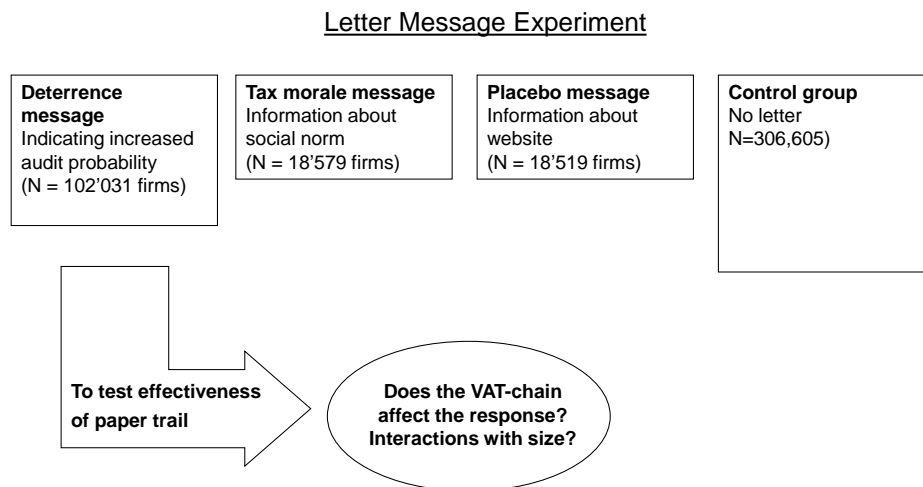 Letter Message Experiment
Deterrence
message
Indicating increased
audit probability
(N = 102’031 firms)
Tax morale message
Information about
social norm
(N = 18’579 firms)
Placebo message
Information about
website
(N = 18’519 firms)
Control group
No letter
N=306,605)
To test effectiveness
of paper trail
Does the VAT-chain
affect the response?
Interactions with size?